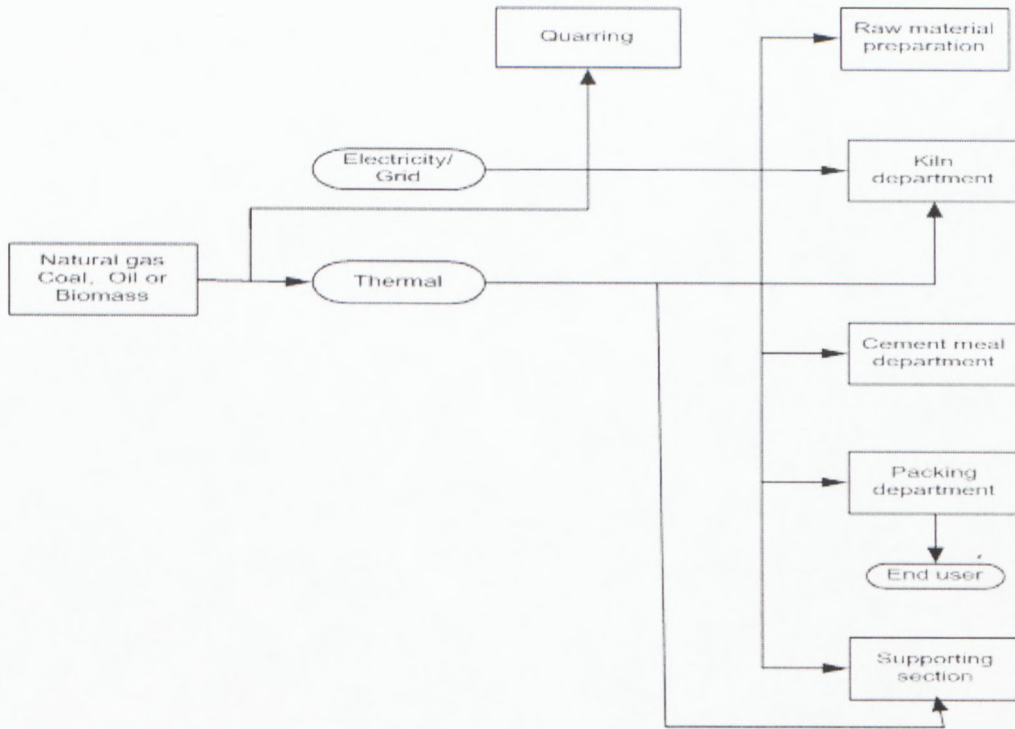 Quarring
Raw material
preparation
Electricity/
Grid
Kiln
department
Natural gas
Coal, Oil or
Biomass
Thermal
Cement meal
department
Packing
department
End user
Supporting
section